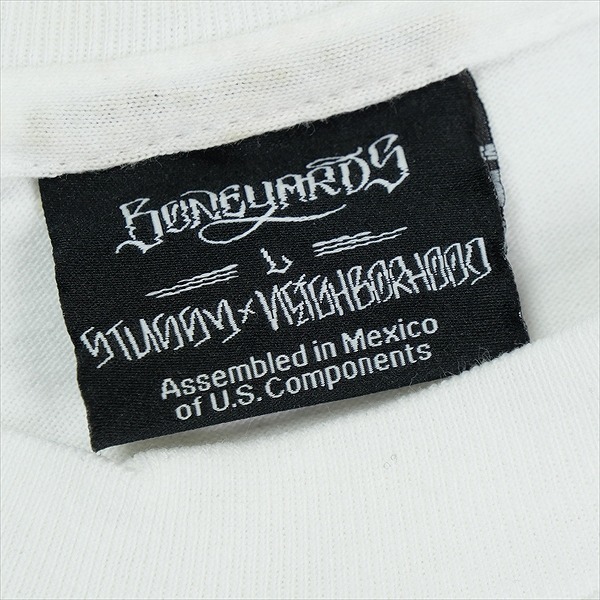 BONEYARDS
L
STUSSY × NEIGHBORHOOD
Assembled in Mexico
of U.S. Components